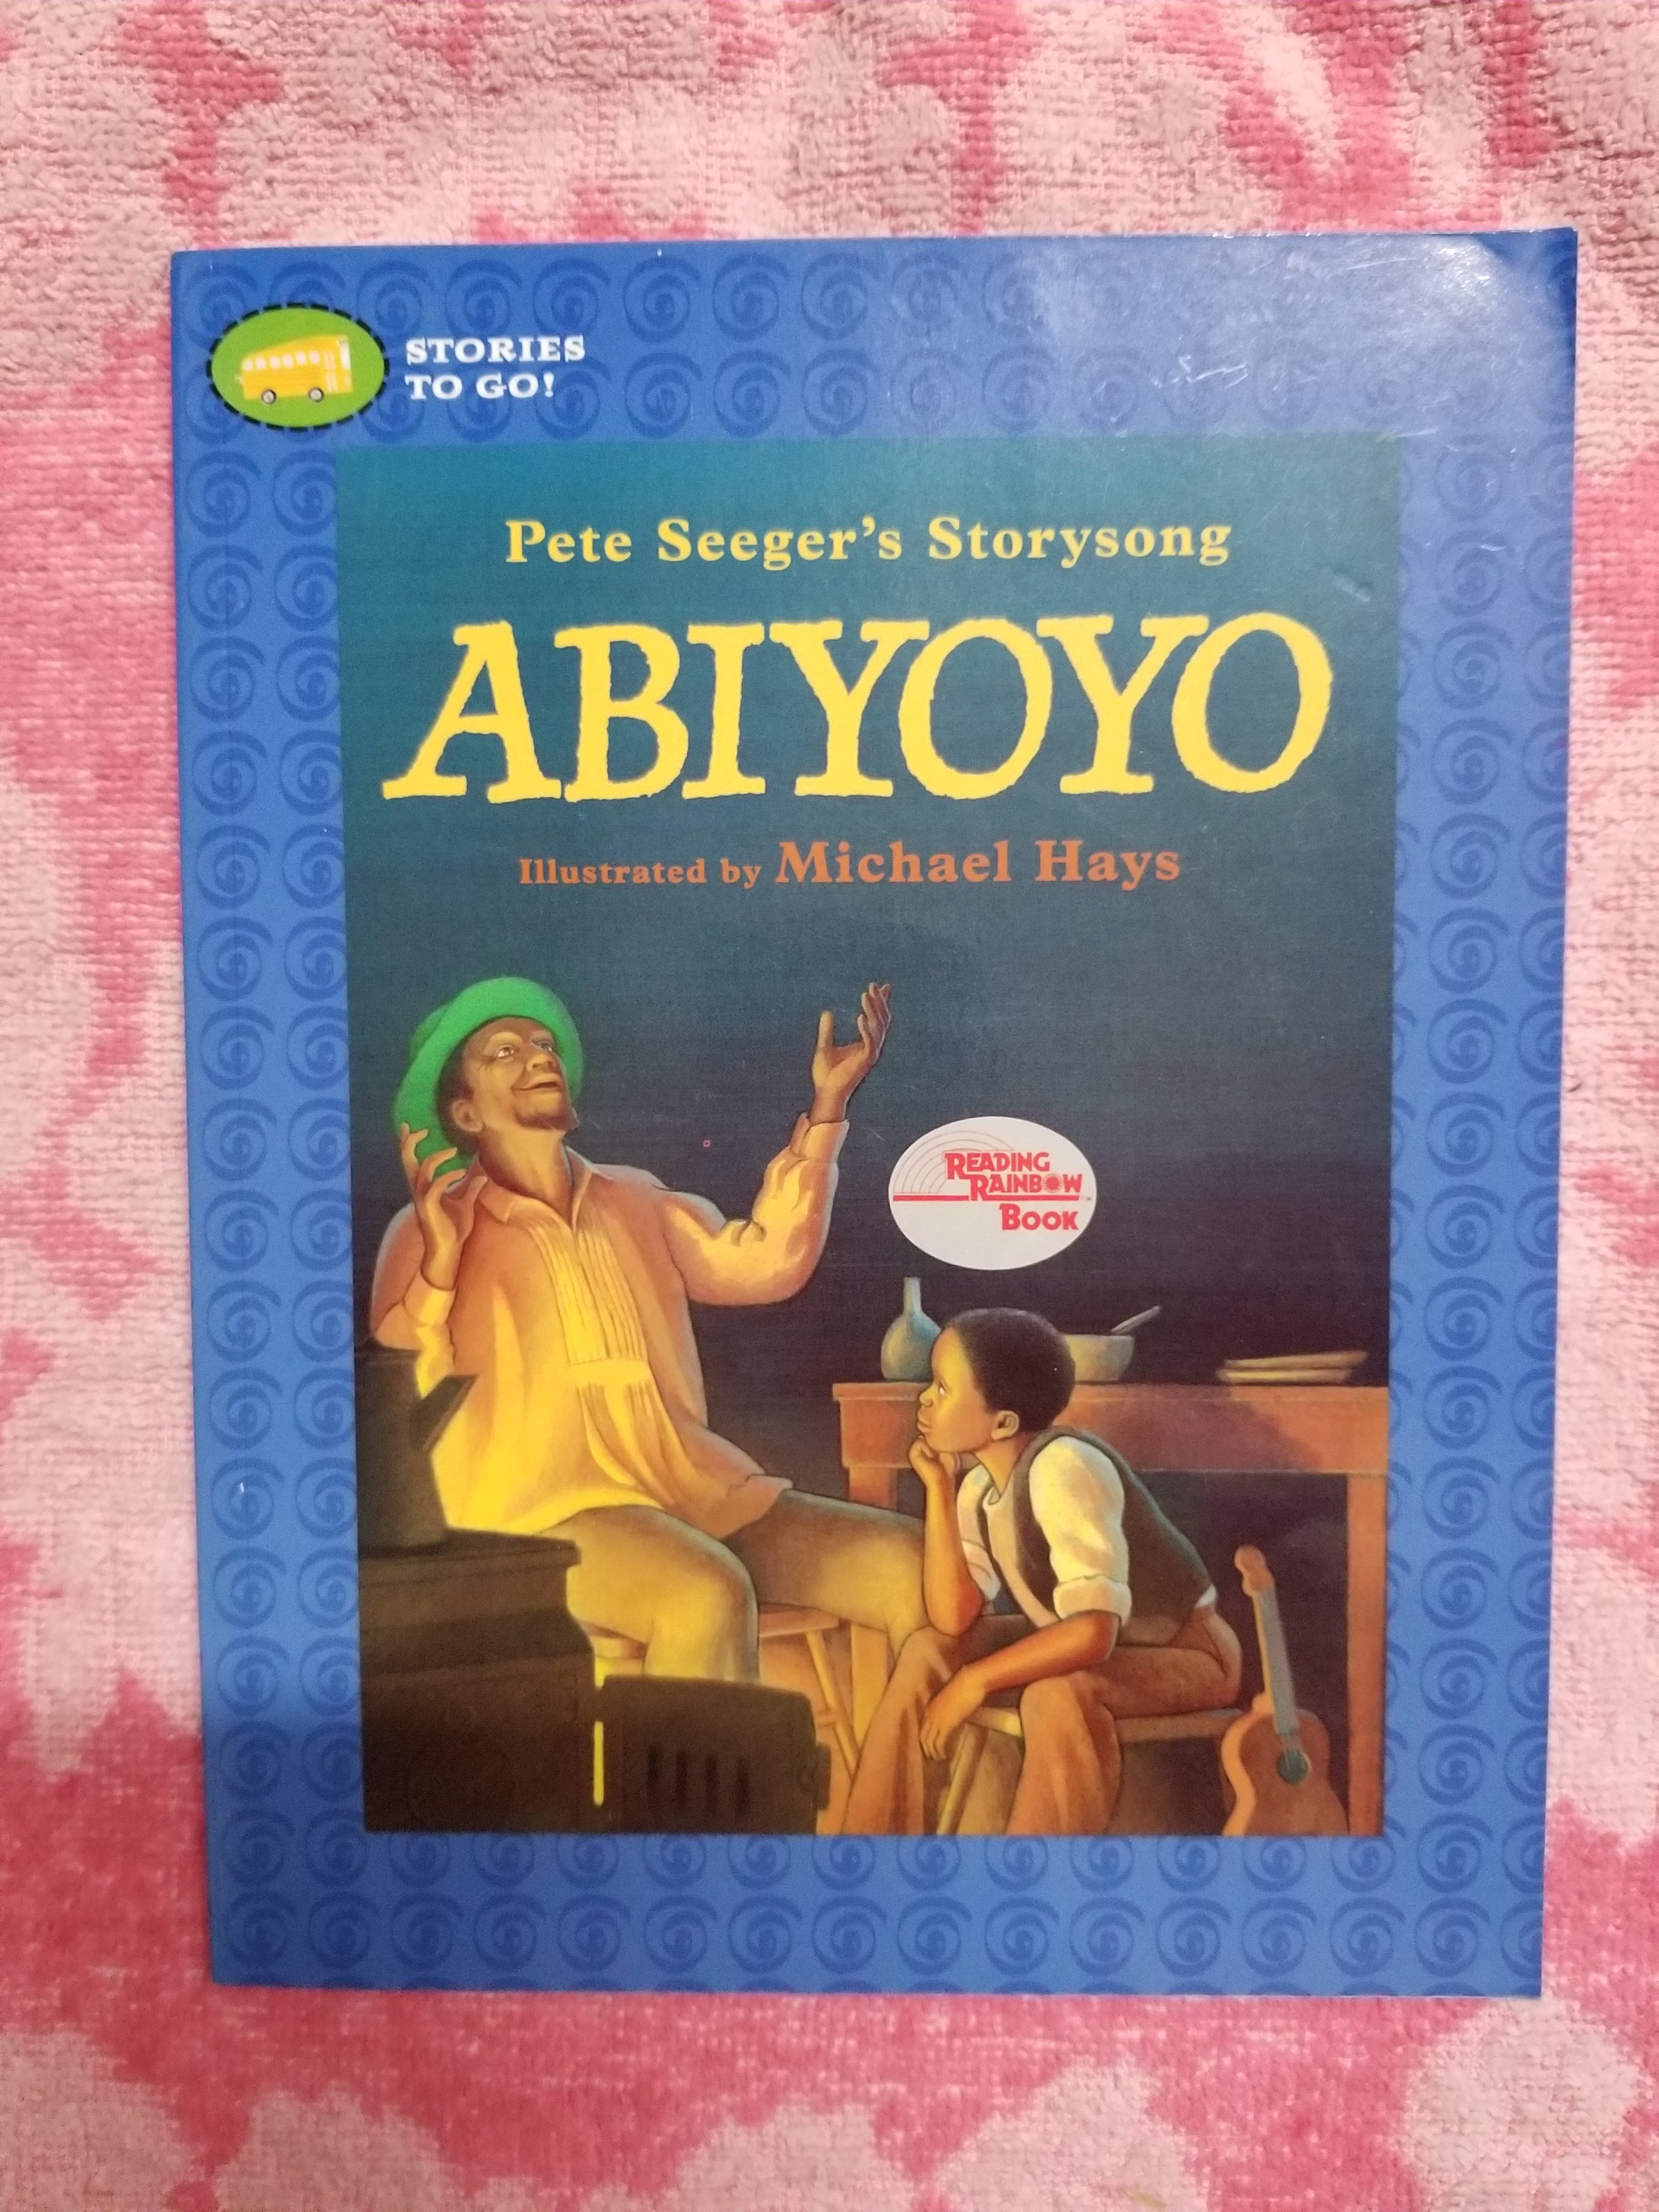 STORIES
TO GO!
Pete Seeger's Storysong
ABIYOYO
Illustrated by Michael Hays
READING
RAINBOW
BOOK